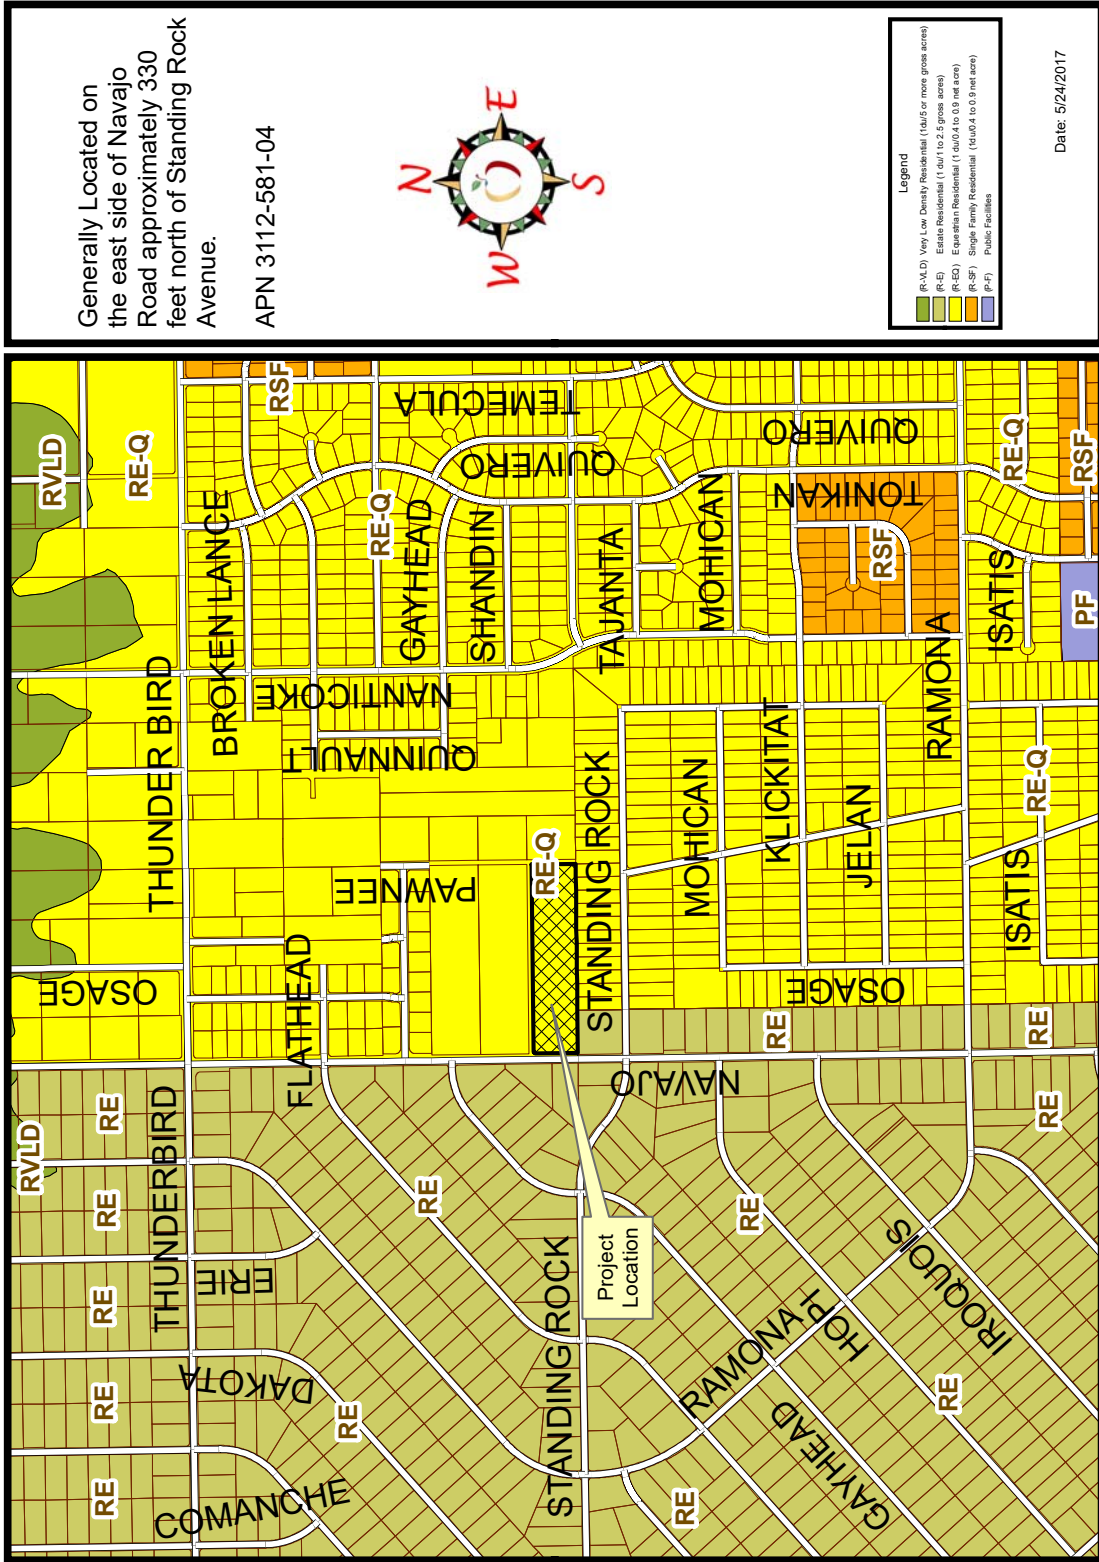 Generally Located on
the east side of Navajo
Road approximately 330
feet north of Standing Rock
Avenue.
APN 3112-581-04
N
W
E
S
Legend
(R-VLD) Very Low Density Residential (1du/5 or more gross acres)
(R-E) Estate Residential (1 du/1 to 2.5 gross acres)
(R-EQ) Equestrian Residential (1 du/0.4 to 0.9 net acre)
(R-SF) Single Family Residential (1du/0.4 to 0.9 net acre)
(P-F) Public Facilities
Date: 5/24/2017
RVLD
RE-Q
RSF
TEMECULA
QUIVERO
QUIVERO
RE-Q
RSF
BROKEN LANCE
RE-Q
GAYHEAD
SHANDIN
TAJANTA
MOHICAN
TONIKAN
RSF
ISATIS
PF
THUNDER BIRD
NANTICOKE
QUINNAULT
STANDING ROCK
MOHICAN
KLICKITAT
JELAN
RAMONA
RE-Q
ISATIS
OSAGE
PAWNEE
FLATHEAD
RE-Q
OSAGE
RE
RE
NAVAJO
RVLD
RE
RE
RE
RE
RE
THUNDERBIRD
ERIE
DAKOTA
COMANCHE
RE
RE
STANDING ROCK
Project
Location
RE
RE
RAMONA
HOPI
IROQUOIS
GAYHEAD
RE
RE